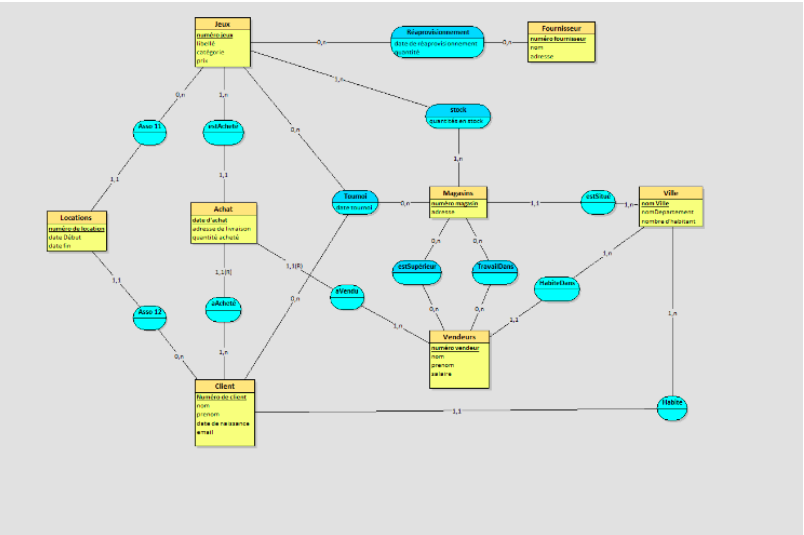 Jeux
numéro jeux
libellé
catégorie
prix
0,n
Réaprovisionnement
date de réaprovisionnement
quantité
0,n
Fournisseur
numéro fournisseur
nom
adresse
0,n
1,n
1,n
stock
quantités en stock
Asso 11
estAcheté
0,n
1,n
1,1
1,1
Tournoi
date tournoi
0,n
Magasins
numéro magasin
adresse
1,1
estSitué
1,n
Ville
nom Ville
nomDepartement
nombre d'habitant
Locations
numéro de location
date Début
date fin
Achat
date d'achat
adresse de livraison
quantité acheté
0,n
0,n
1,1
1,1(R)
1,1(R)
estSupérieur
TravailDans
1,n
HabiteDans
aVendu
0,n
aAcheté
Asso 12
0,n
0,n
1,1
1,n
1,n
Vendeurs
numéro vendeur
nom
prenom
salaire
0,n
1,n
Client
Numéro de client
nom
prenom
date de naissance
email
1,1
Habite